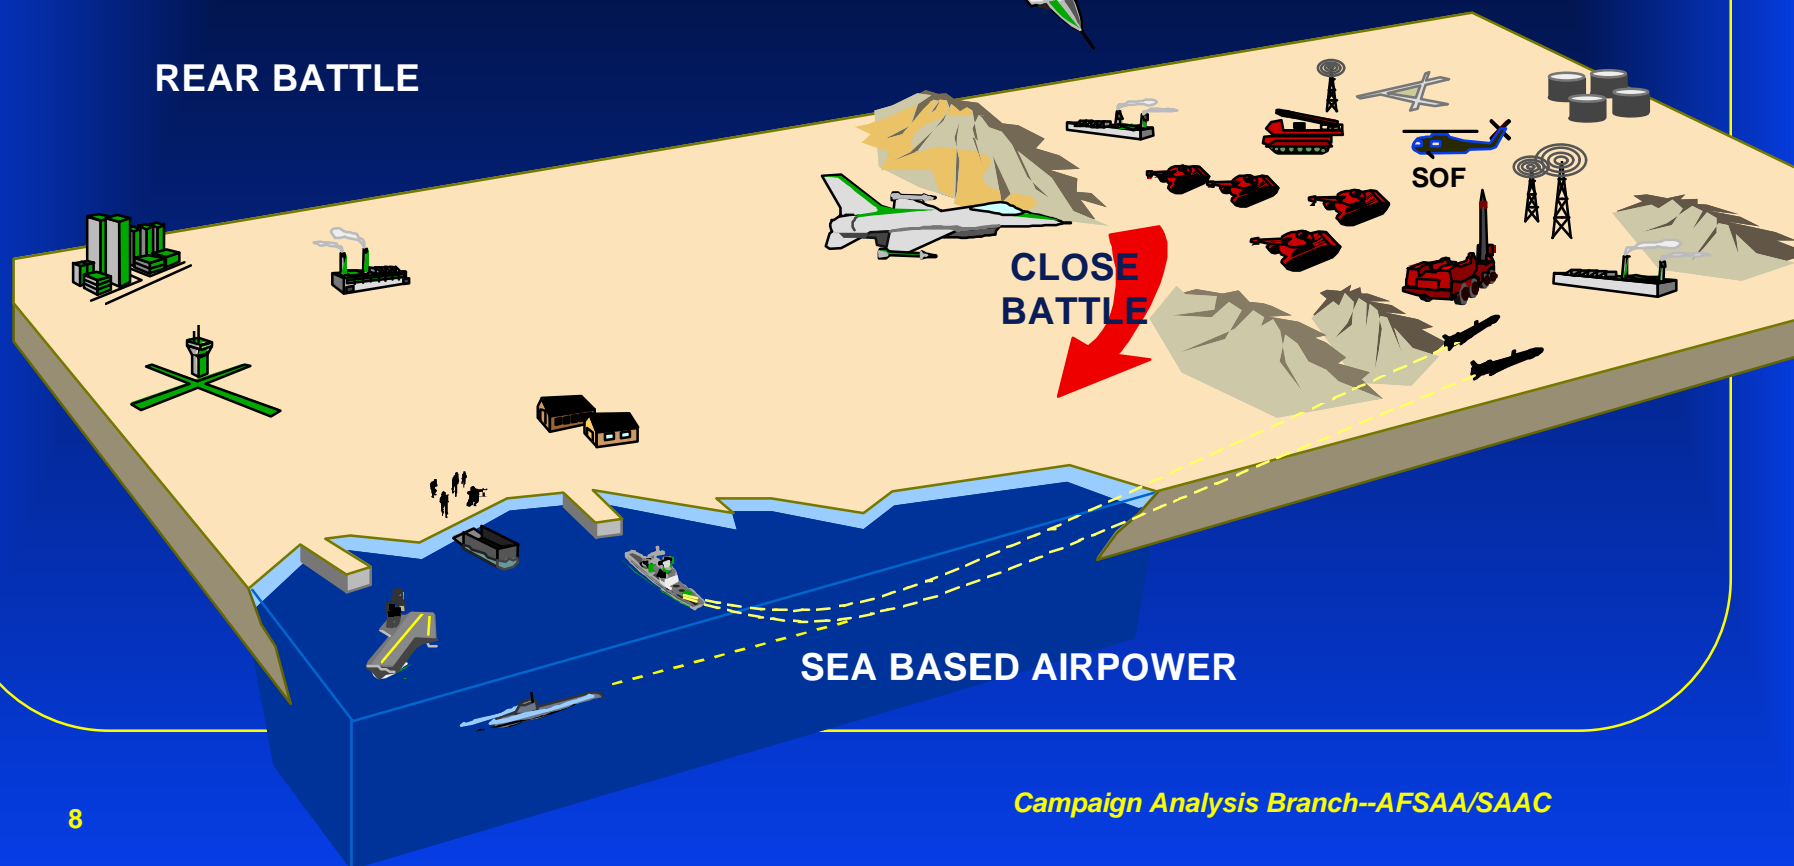 REAR BATTLE
SOF
CLOSE
BATTLE
SEA BASED AIRPOWER
Campaign Analysis Branch--AFSAA/SAAC
8